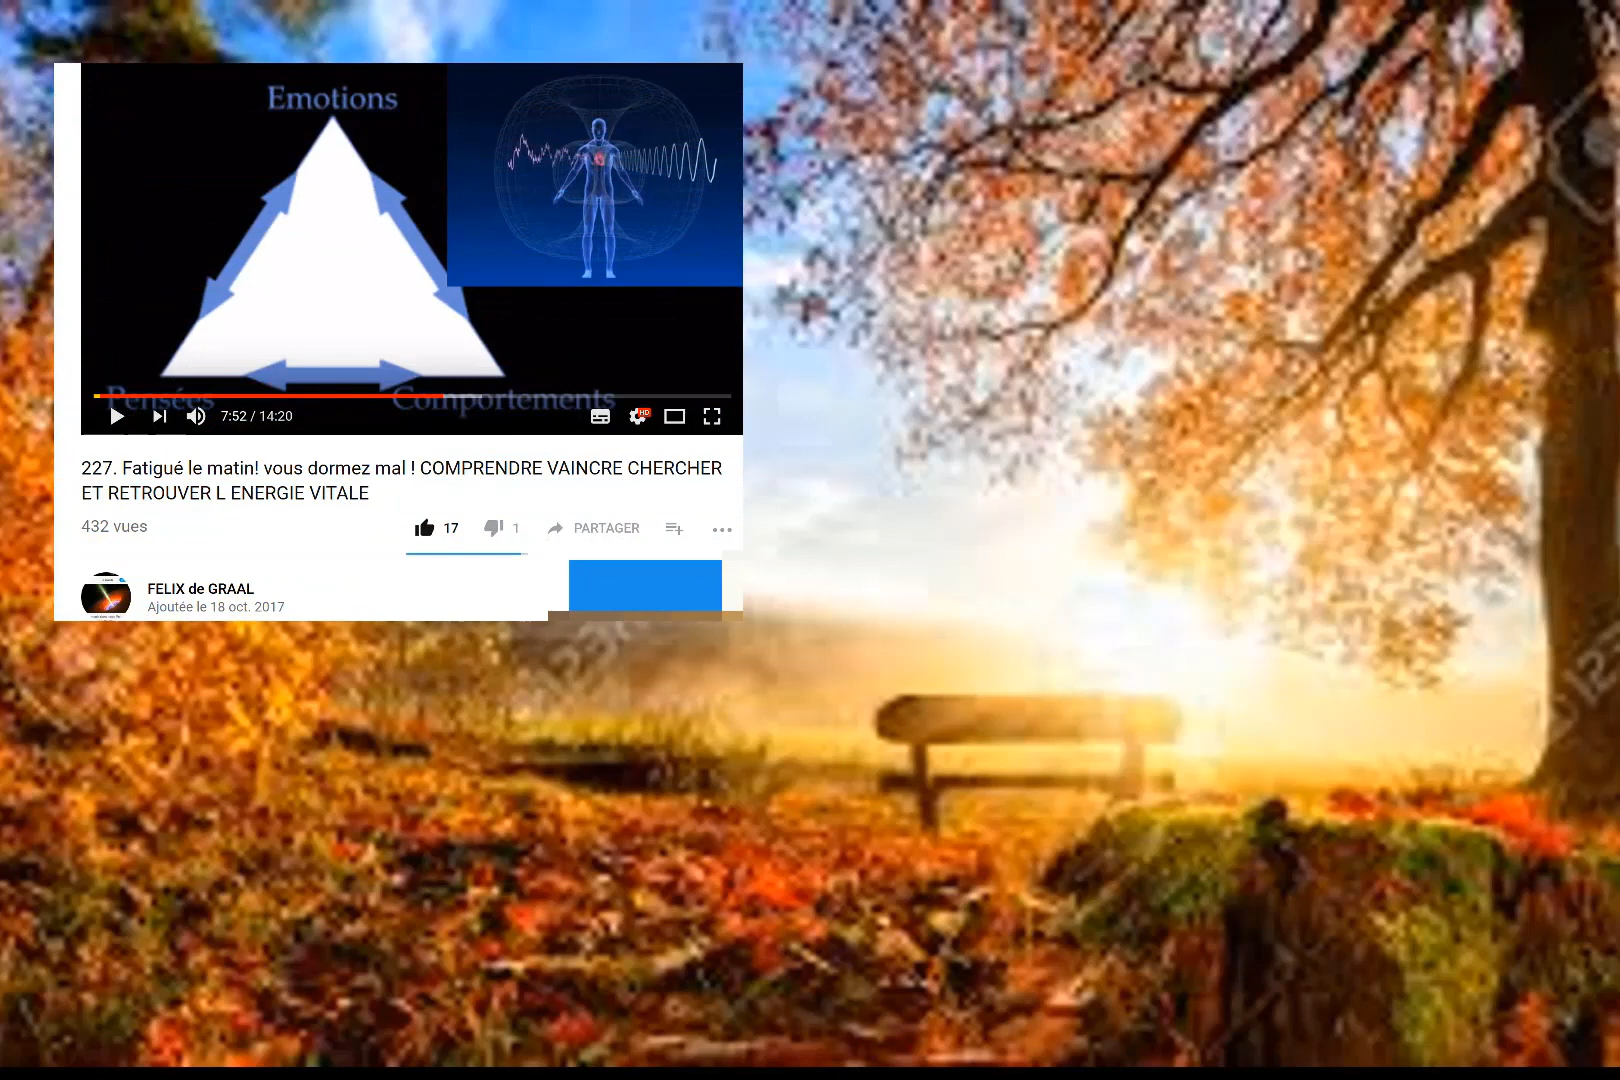 Emotions
Pensées
Comportements
HD
7:52 / 14:20
227. Fatigué le matin! vous dormez mal ! COMPRENDRE VAINCRE CHERCHER
ET RETROUVER L ENERGIE VITALE
432 vues
17
1
PARTAGER
FELIX de GRAAL
Ajoutée le 18 oct. 2017